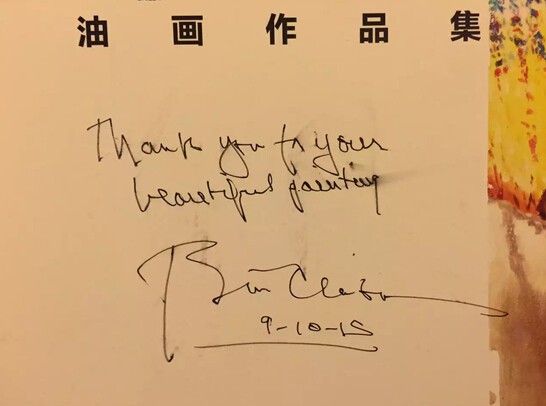 油画作品集
Thank you for your
beautiful painting
Bill Clinton
9-10-15